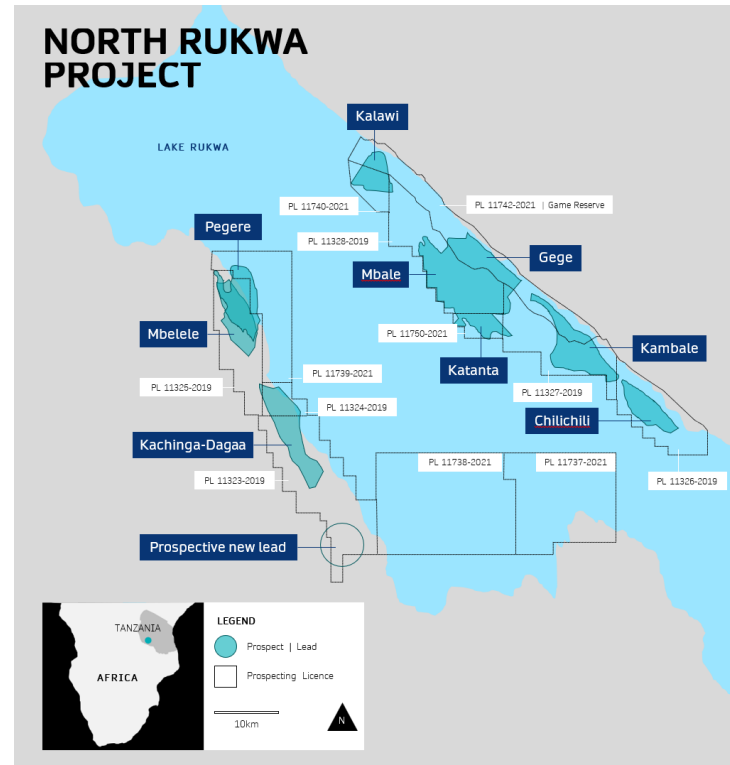 NORTH RUKWA
PROJECT
Kalawi
LAKE RUKWA
PL 11740-2021
PL 11742-2021 | Game Reserve
Pegere
PL 11328-2019
Gege
Mbale
Mbelele
PL 11760-2021
Kambale
Katanta
PL 11739-2021
PL 11325-2019
PL 11327-2019
PL 11324-2019
Chilichili
Kachinga-Dagaa
PL 11738-2021
PL 11737-2021
PL 11323-2019
PL 11326-2019
Prospective new lead
TANZANIA
AFRICA
LEGEND
Prospect | Lead
Prospecting Licence
10km
N